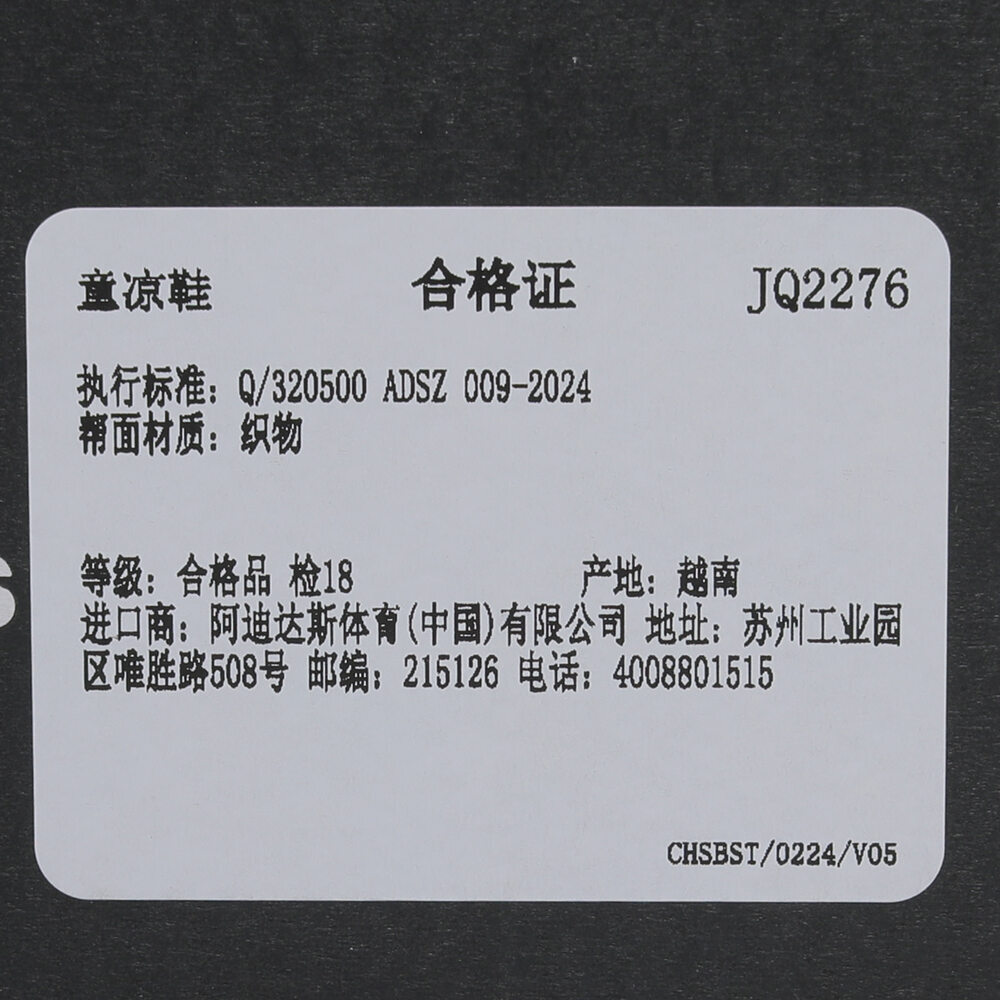 童凉鞋 合格证 JQ2276
执行标准：Q/320500 ADSZ 009-2024
帮面材质：织物
等级：合格品 检18 产地：越南
进口商：阿迪达斯体育(中国)有限公司 地址：苏州工业园
区唯胜路508号 邮编：215126 电话：4008801515
CHSBST/0224/V05